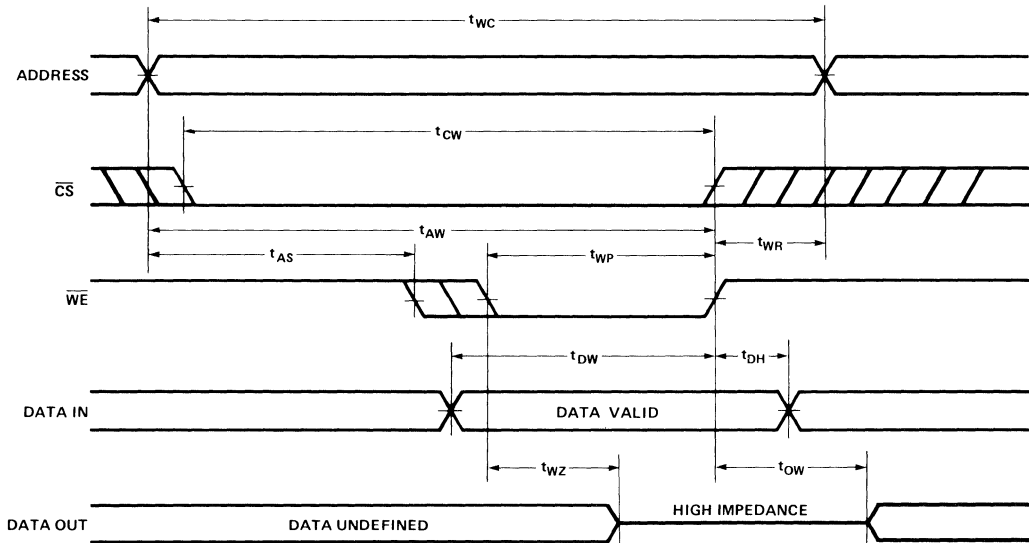 tWC
ADDRESS
tCW
CS
tAW
tAS
tWP
tWR
WE
tDW
tDH
DATA IN
DATA VALID
tWZ
tOW
DATA OUT
DATA UNDEFINED
HIGH IMPEDANCE